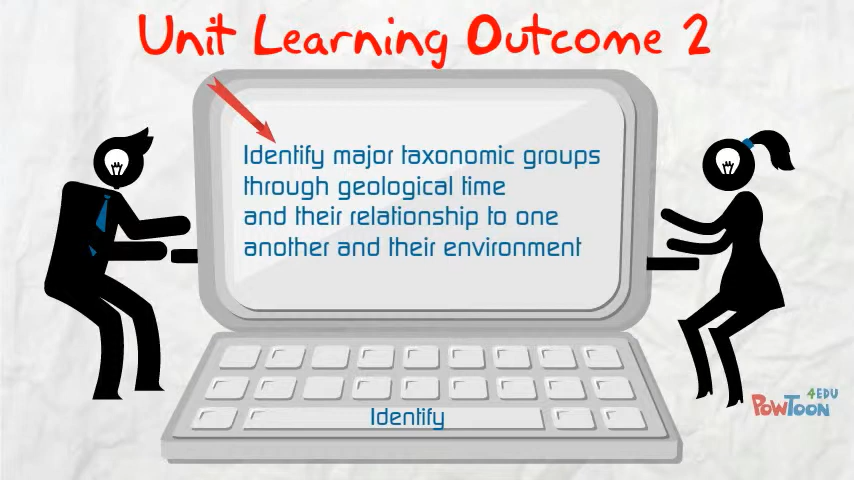 Unit Learning Outcome 2
Identify major taxonomic groups
through geological time
and their relationship to one
another and their environment
Identify
4EDU
PowToon